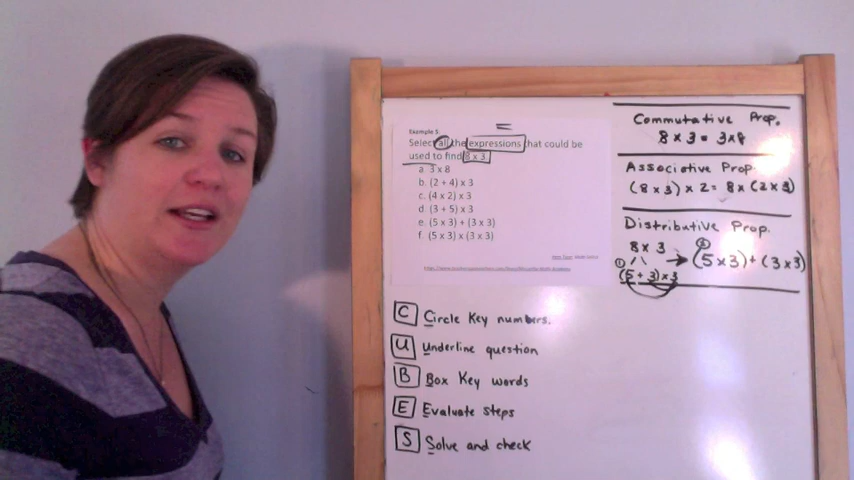 Example 5:
Select all the expressions that could be
used to find 8 x 3.
a. 3 x 8
b. (2 + 4) x 3
c. (4 x 2) x 3
d. (3 + 5) x 3
e. (5 x 3) + (3 x 3)
f. (5 x 3) x (3 x 3)
=
C Circle Key numbers.
U Underline question
B Box Key words
E Evaluate steps
S Solve and check
Commutative Prop.
8 x 3 = 3 x 8
Associative Prop
(8 x 3) x 2 = 8 x (2 x 3)
Distributive Prop.
8 x 3
① (5 + 3) x 3
② (5 x 3) + (3 x 3)